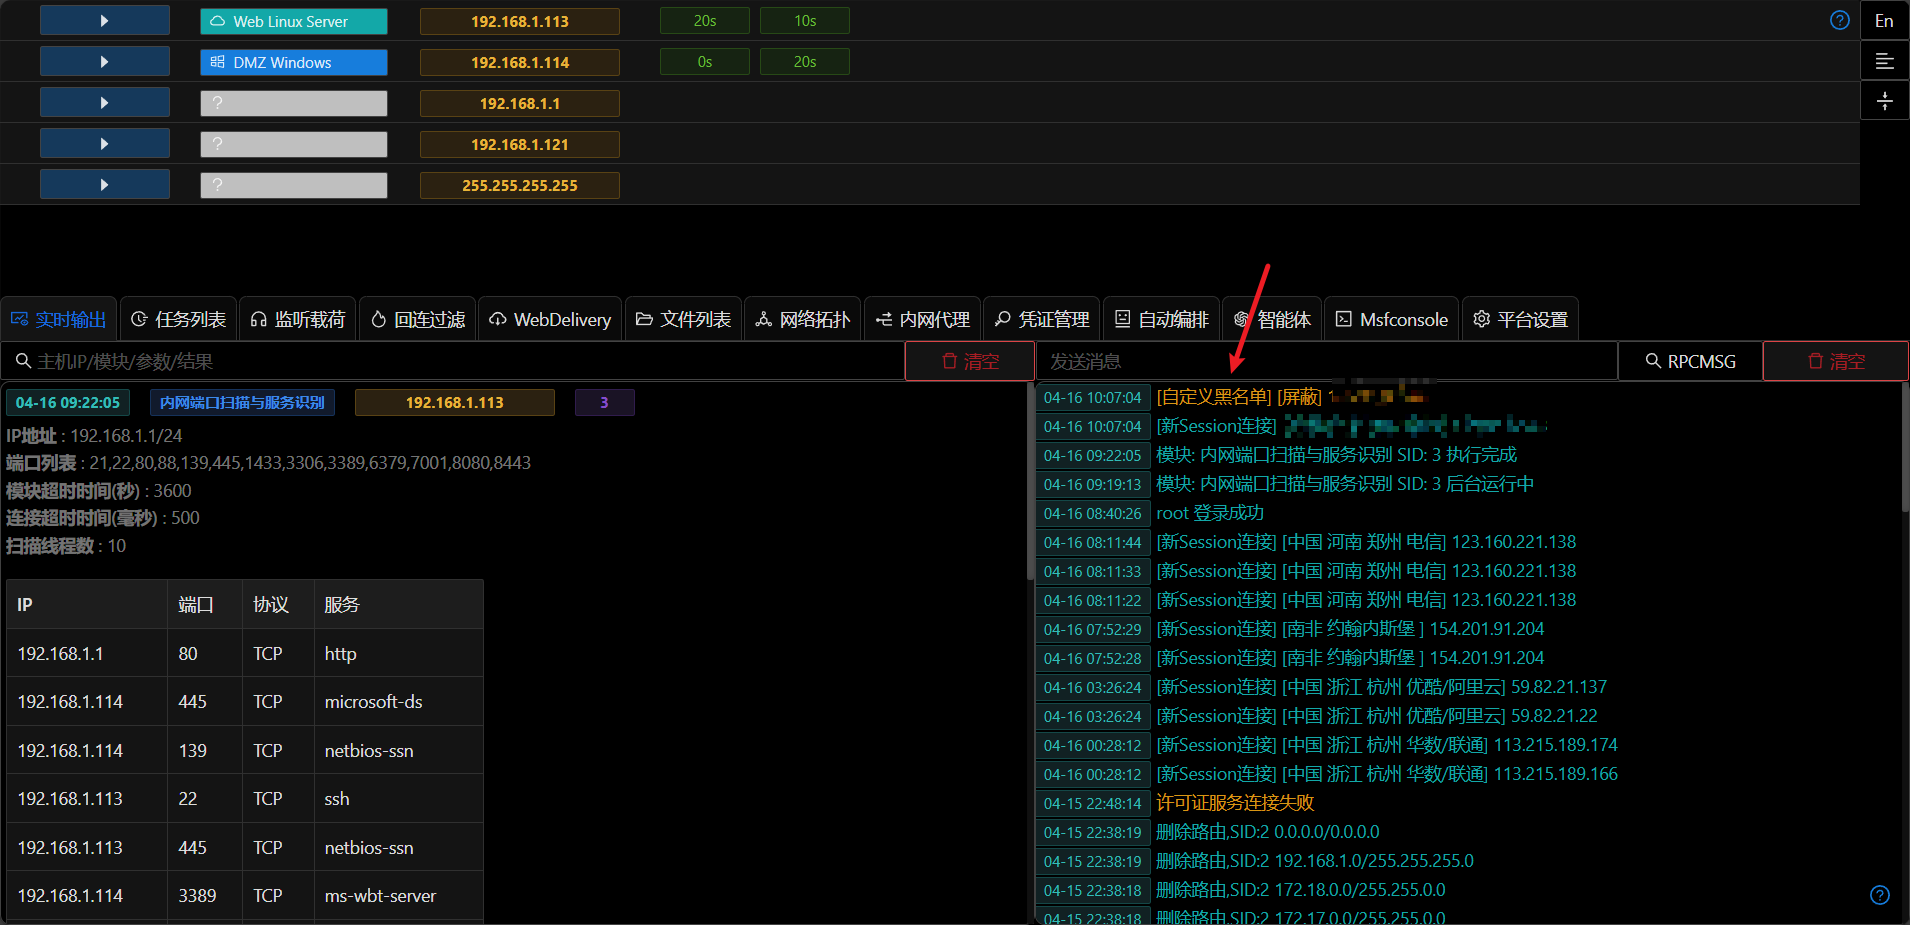 Web Linux Server 192.168.1.113 20s 10s En
DMZ Windows 192.168.1.114 0s 20s
? 192.168.1.1
? 192.168.1.121
? 255.255.255.255
实时输出 任务列表 监听载荷 回连过滤 WebDelivery 文件列表 网络拓扑 内网代理 凭证管理 自动编排 智能体 Msfconsole 平台设置
主机IP/模块/参数/结果 清空
04-16 09:22:05 内网端口扫描与服务识别 192.168.1.113 3
IP地址 : 192.168.1.1/24
端口列表 : 21,22,80,88,139,445,1433,3306,3389,6379,7001,8080,8443
模块超时时间(秒) : 3600
连接超时时间(毫秒) : 500
扫描线程数 : 10
IP 端口 协议 服务
192.168.1.1 80 TCP http
192.168.1.114 445 TCP microsoft-ds
192.168.1.114 139 TCP netbios-ssn
192.168.1.113 22 TCP ssh
192.168.1.113 445 TCP netbios-ssn
192.168.1.114 3389 TCP ms-wbt-server
发送消息 RPCMSG 清空
04-16 10:07:04 [自定义黑名单] [屏蔽]
04-16 10:07:04 [新Session连接]
04-16 09:22:05 模块: 内网端口扫描与服务识别 SID: 3 执行完成
04-16 09:19:13 模块: 内网端口扫描与服务识别 SID: 3 后台运行中
04-16 08:40:26 root 登录成功
04-16 08:11:44 [新Session连接] [中国 河南 郑州 电信] 123.160.221.138
04-16 08:11:33 [新Session连接] [中国 河南 郑州 电信] 123.160.221.138
04-16 08:11:22 [新Session连接] [中国 河南 郑州 电信] 123.160.221.138
04-16 07:52:29 [新Session连接] [南非 约翰内斯堡 ] 154.201.91.204
04-16 07:52:28 [新Session连接] [南非 约翰内斯堡 ] 154.201.91.204
04-16 03:26:24 [新Session连接] [中国 浙江 杭州 优酷/阿里云] 59.82.21.137
04-16 03:26:24 [新Session连接] [中国 浙江 杭州 优酷/阿里云] 59.82.21.22
04-16 00:28:12 [新Session连接] [中国 浙江 杭州 华数/联通] 113.215.189.174
04-16 00:28:12 [新Session连接] [中国 浙江 杭州 华数/联通] 113.215.189.166
04-15 22:48:14 许可证服务连接失败
04-15 22:38:19 删除路由,SID:2 0.0.0.0/0.0.0.0
04-15 22:38:19 删除路由,SID:2 192.168.1.0/255.255.255.0
04-15 22:38:18 删除路由,SID:2 172.18.0.0/255.255.0.0
04-15 22:38:18 删除路由,SID:2 172.17.0.0/255.255.0.0